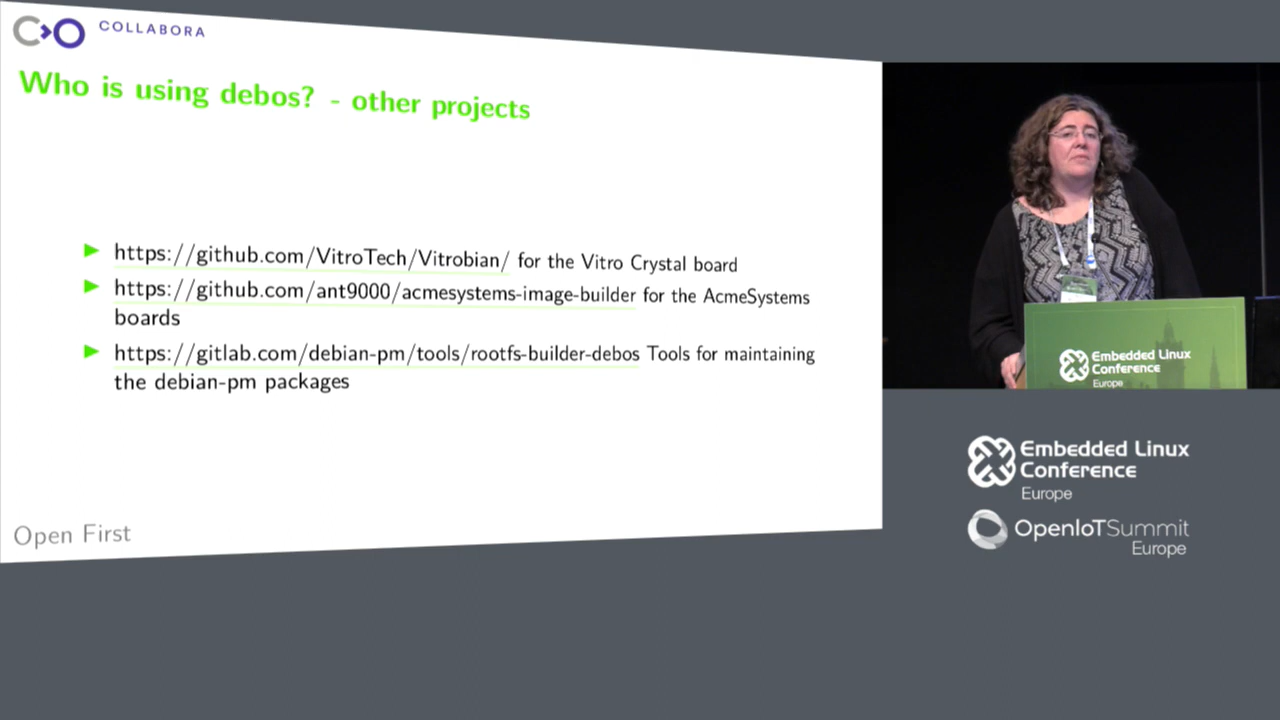 COLLABORA
Who is using debos? - other projects
https://github.com/VitroTech/Vitrobian/ for the Vitro Crystal board
https://github.com/ant9000/acmesystems-image-builder for the AcmeSystems
boards
https://gitlab.com/debian-pm/tools/rootfs-builder-debos Tools for maintaining
the debian-pm packages
Open First
Embedded Linux
Conference
Europe
Embedded Linux
Conference
Europe
OpenIoTSummit
Europe